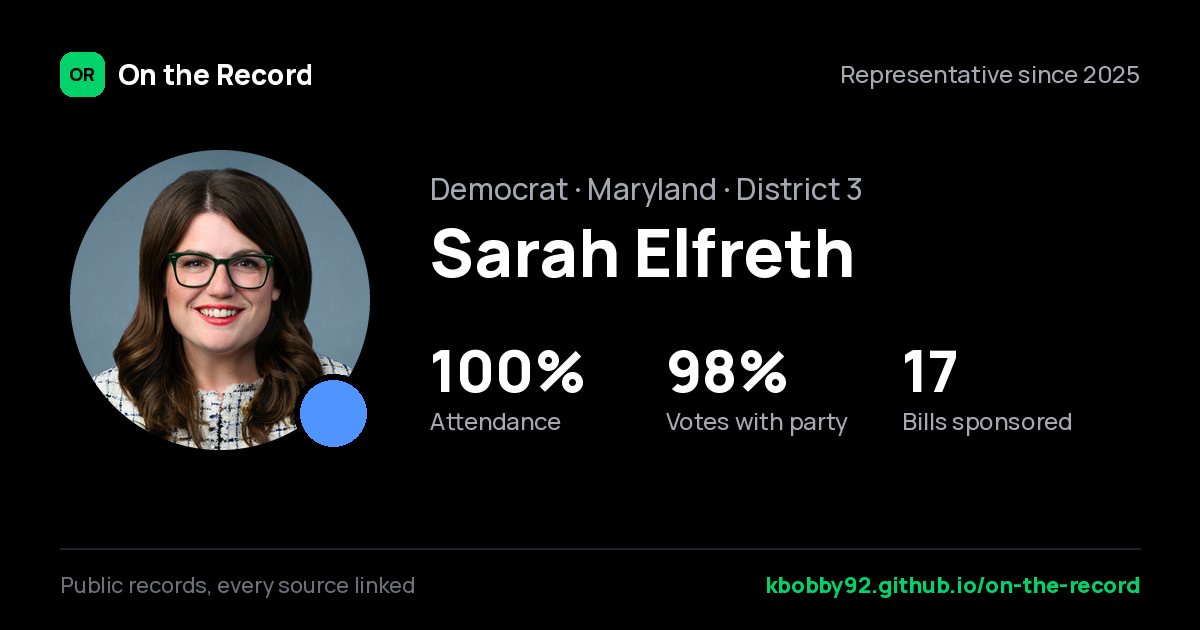 OR On the Record
Representative since 2025
Democrat · Maryland · District 3
Sarah Elfreth
100% 98% 17
Attendance Votes with party Bills sponsored
Public records, every source linked
kbobby92.github.io/on-the-record